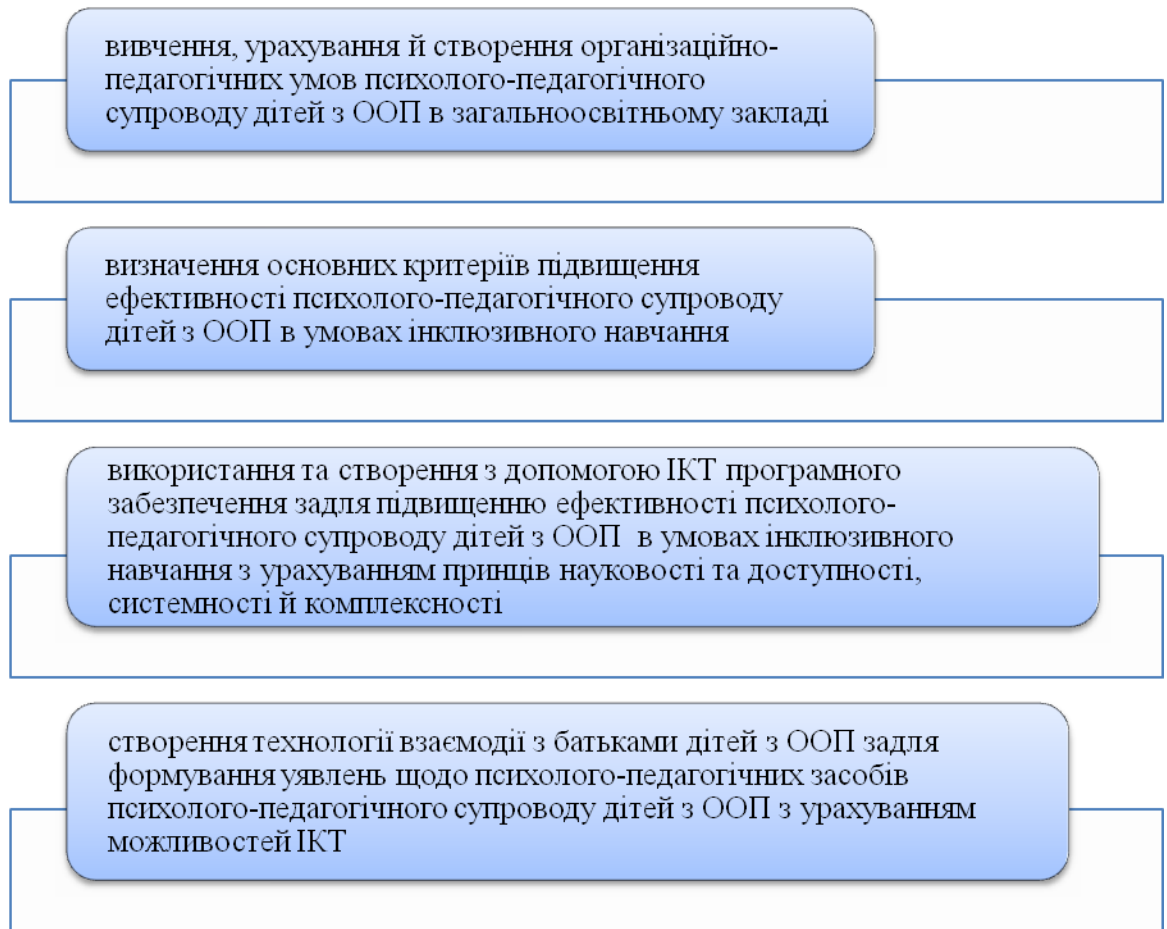 вивчення, урахування й створення організаційно-
педагогічних умов психолого-педагогічного
супроводу дітей з ООП в загальноосвітньому закладі
визначення основних критеріїв підвищення
ефективності психолого-педагогічного супроводу
дітей з ООП в умовах інклюзивного навчання
використання та створення з допомогою ІКТ програмного
забезпечення задля підвищенню ефективності психолого-
педагогічного супроводу дітей з ООП в умовах інклюзивного
навчання з урахуванням принців науковості та доступності,
системності й комплексності
створення технології взаємодії з батьками дітей з ООП задля
формування уявлень щодо психолого-педагогічних засобів
психолого-педагогічного супроводу дітей з ООП з урахуванням
можливостей ІКТ